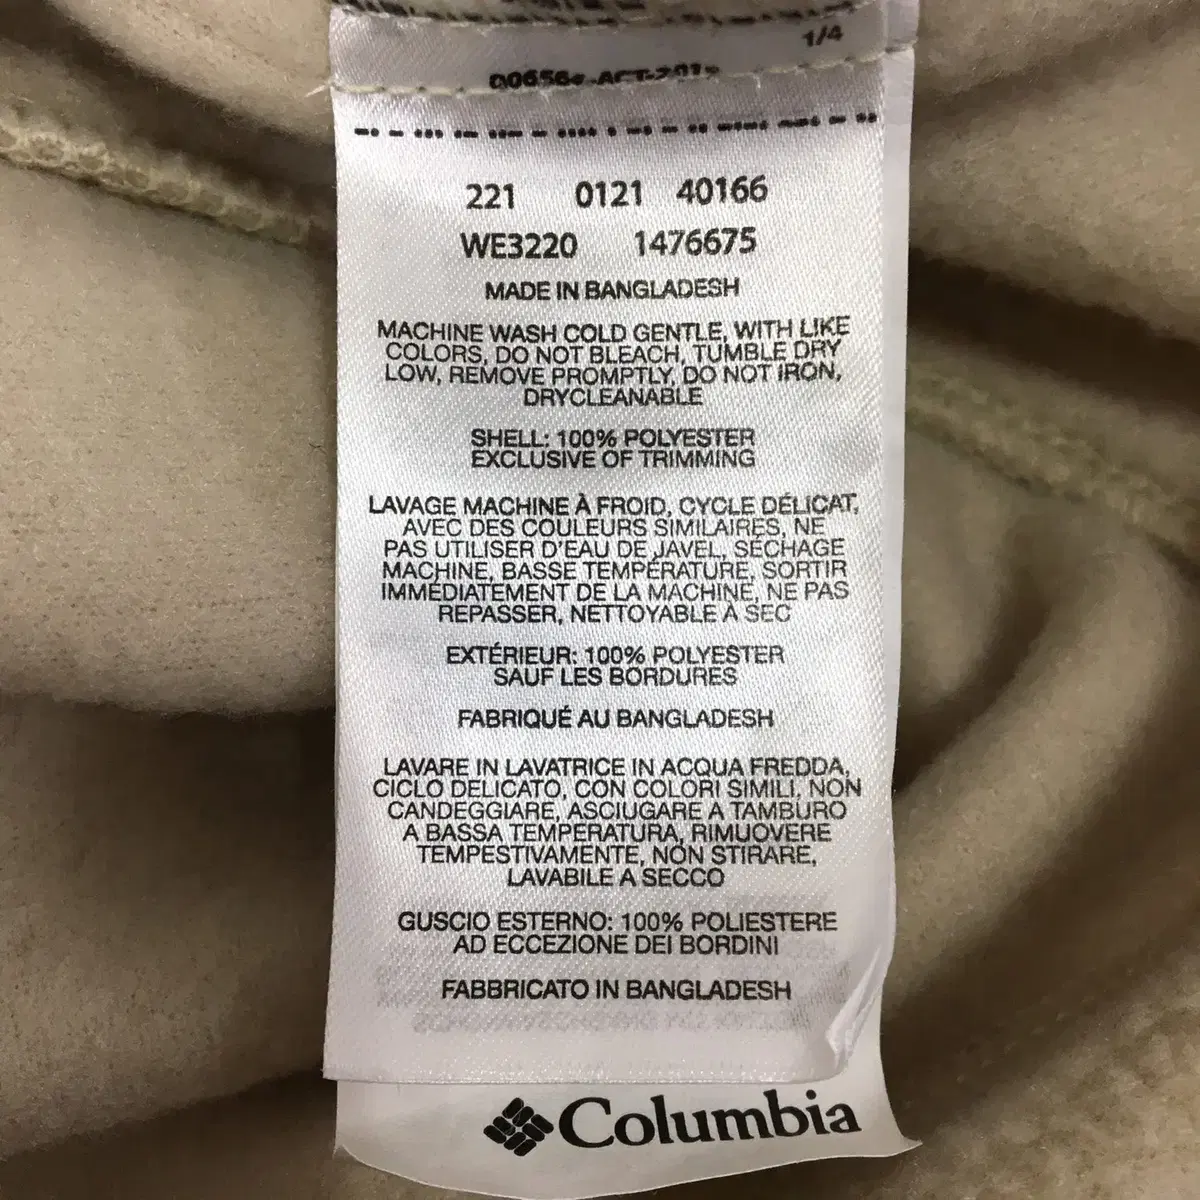 1/4
221 0121 40166
WE3220 1476675
MADE IN BANGLADESH
MACHINE WASH COLD GENTLE, WITH LIKE
COLORS, DO NOT BLEACH, TUMBLE DRY
LOW, REMOVE PROMPTLY, DO NOT IRON,
DRYCLEANABLE
SHELL: 100% POLYESTER
EXCLUSIVE OF TRIMMING
LAVAGE MACHINE À FROID, CYCLE DÉLICAT,
AVEC DES COULEURS SIMILAIRES, NE
PAS UTILISER D'EAU DE JAVEL, SÉCHAGE
MACHINE, BASSE TEMPÉRATURE, SORTIR
IMMÉDIATEMENT DE LA MACHINE, NE PAS
REPASSER, NETTOYABLE À SEC
EXTÉRIEUR: 100% POLYESTER
SAUF LES BORDURES
FABRIQUÉ AU BANGLADESH
LAVARE IN LAVATRICE IN ACQUA FREDDA,
CICLO DELICATO, CON COLORI SIMILI, NON
CANDEGGIARE, ASCIUGARE A TAMBURO
A BASSA TEMPERATURA, RIMUOVERE
TEMPESTIVAMENTE, NON STIRARE,
LAVABILE A SECCO
GUSCIO ESTERNO: 100% POLIESTERE
AD ECCEZIONE DEI BORDINI
FABBRICATO IN BANGLADESH
Columbia